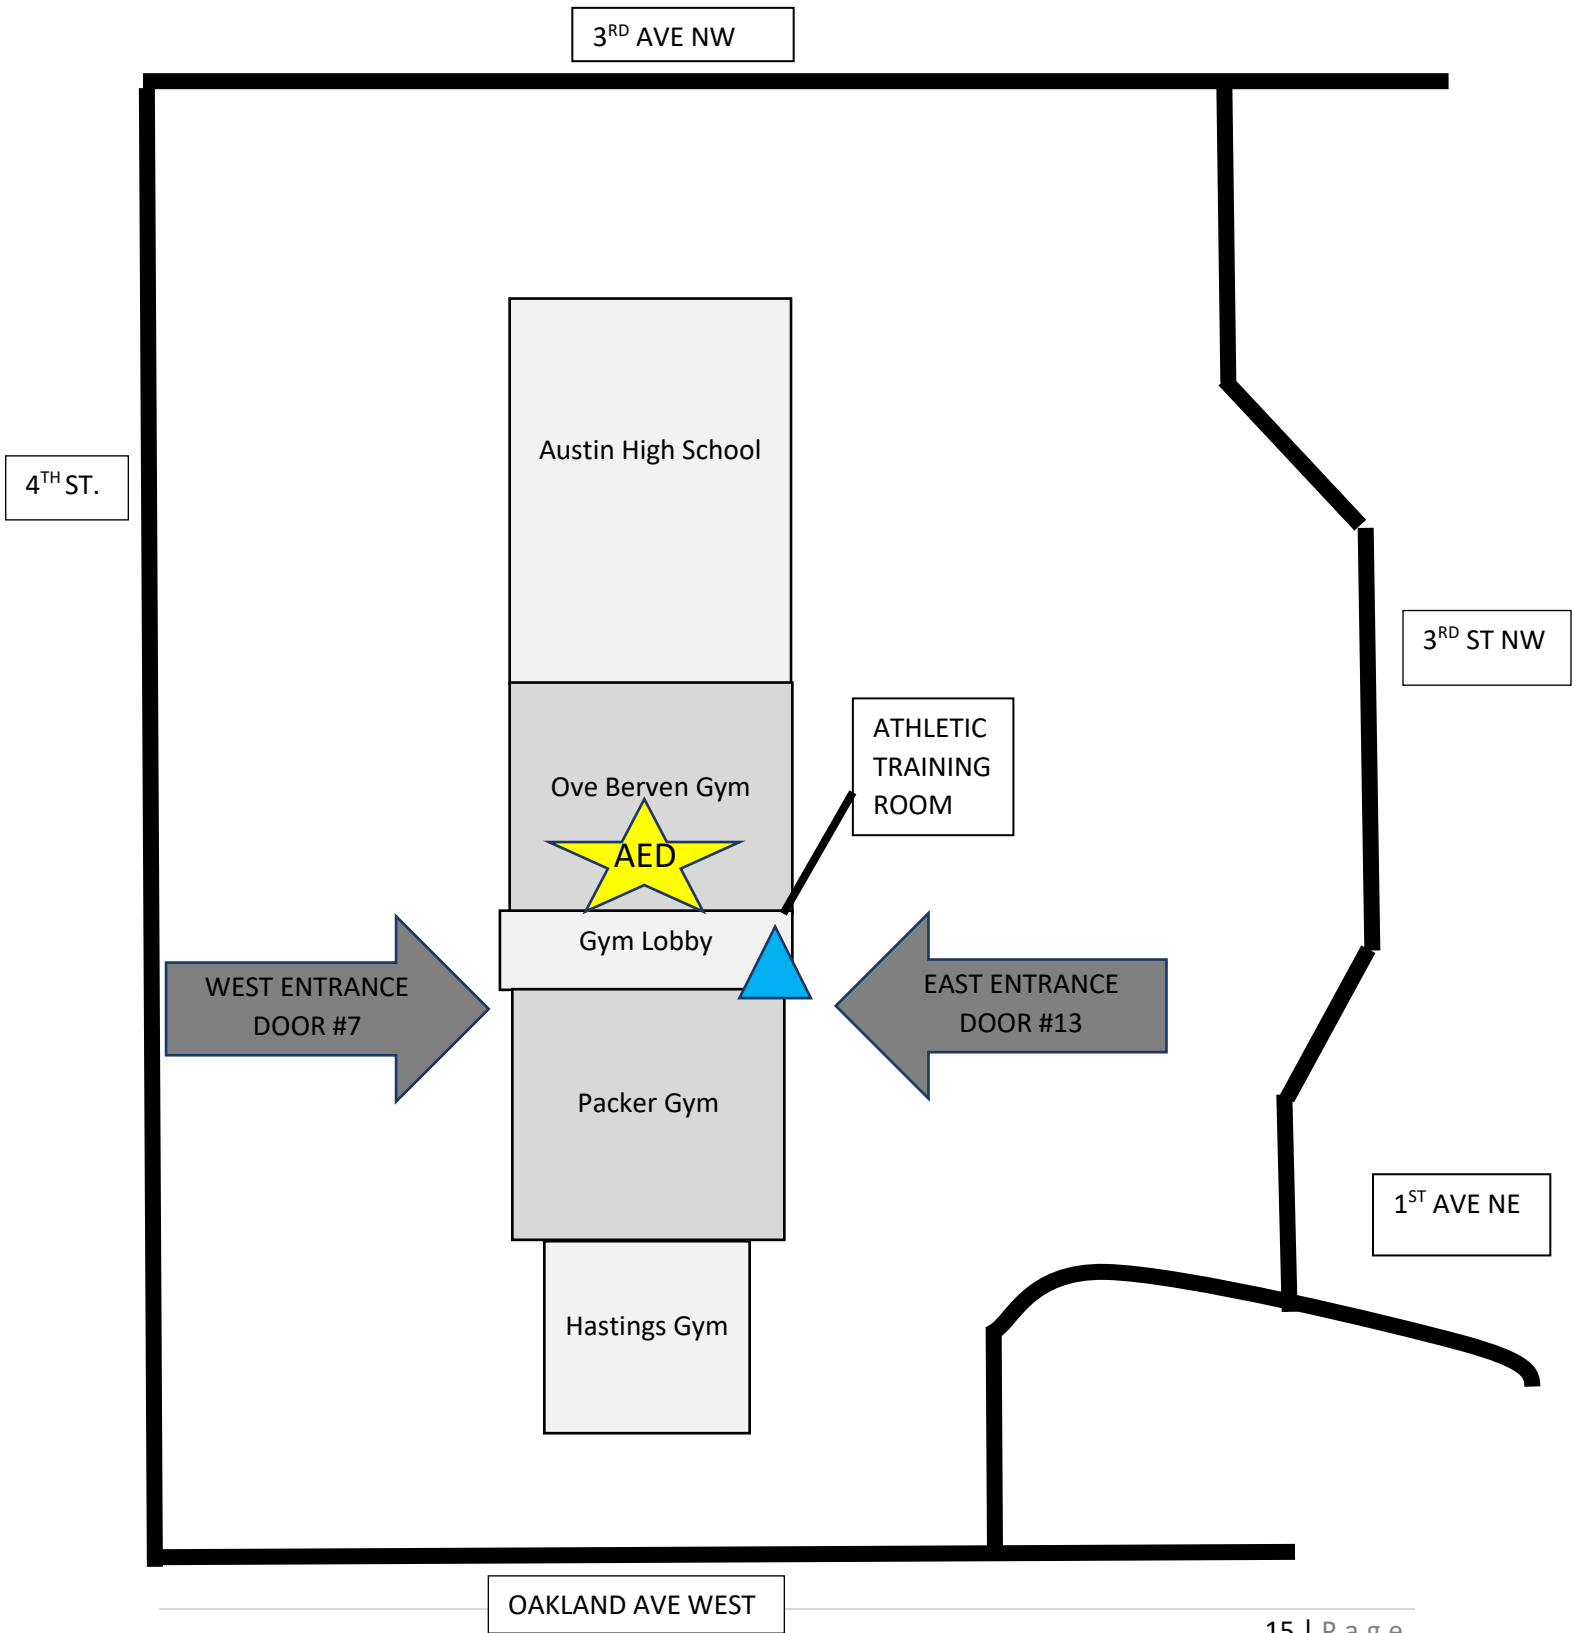 3RD AVE NW
Austin High School
4TH ST.
3RD ST NW
ATHLETIC
TRAINING
ROOM
Ove Berven Gym
AED
Gym Lobby
WEST ENTRANCE
DOOR #7
EAST ENTRANCE
DOOR #13
Packer Gym
1ST AVE NE
Hastings Gym
OAKLAND AVE WEST
15 | Page